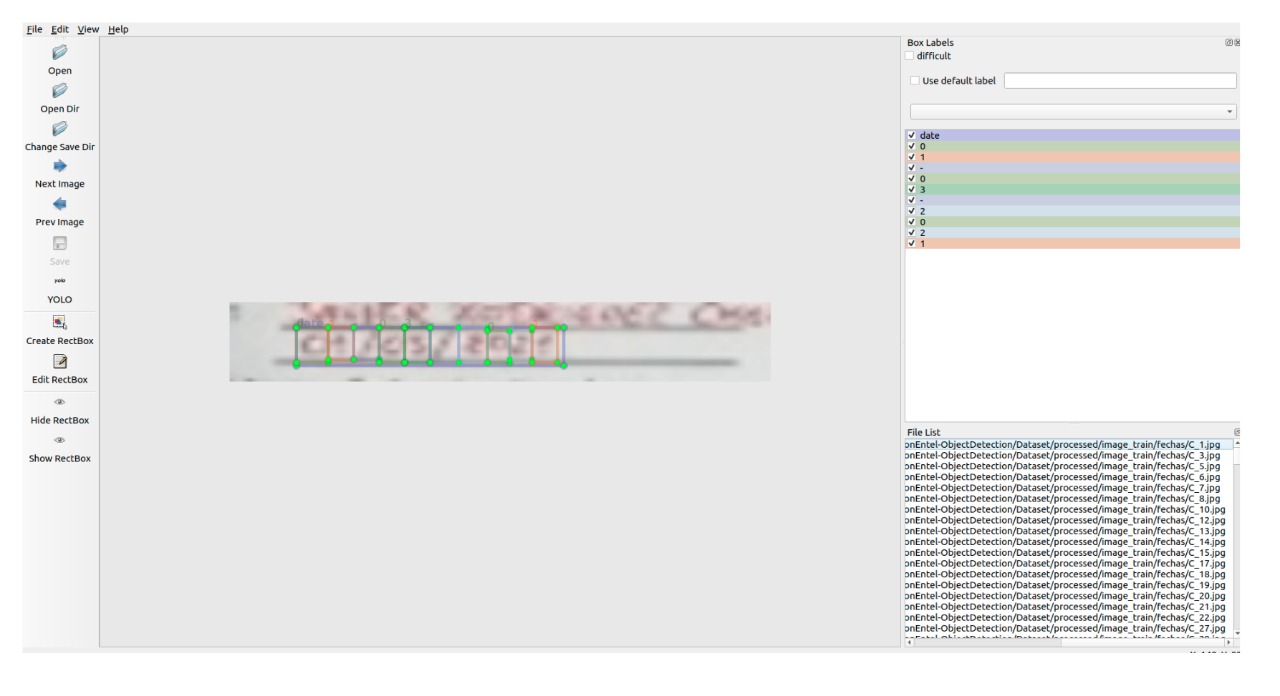 File Edit View Help
Open
Open Dir
Change Save Dir
Next Image
Prev Image
Save
yolo
YOLO
Create RectBox
Edit RectBox
Hide RectBox
Show RectBox
date
0 3
0
1
01/03/2021
Box Labels
difficult
Use default label
date
0
1
-
0
3
-
2
0
2
1
File List
onEntel-ObjectDetection/Dataset/processed/image_train/fechas/C_1.jpg
onEntel-ObjectDetection/Dataset/processed/image_train/fechas/C_3.jpg
onEntel-ObjectDetection/Dataset/processed/image_train/fechas/C_5.jpg
onEntel-ObjectDetection/Dataset/processed/image_train/fechas/C_6.jpg
onEntel-ObjectDetection/Dataset/processed/image_train/fechas/C_7.jpg
onEntel-ObjectDetection/Dataset/processed/image_train/fechas/C_8.jpg
onEntel-ObjectDetection/Dataset/processed/image_train/fechas/C_10.jpg
onEntel-ObjectDetection/Dataset/processed/image_train/fechas/C_12.jpg
onEntel-ObjectDetection/Dataset/processed/image_train/fechas/C_13.jpg
onEntel-ObjectDetection/Dataset/processed/image_train/fechas/C_14.jpg
onEntel-ObjectDetection/Dataset/processed/image_train/fechas/C_15.jpg
onEntel-ObjectDetection/Dataset/processed/image_train/fechas/C_17.jpg
onEntel-ObjectDetection/Dataset/processed/image_train/fechas/C_18.jpg
onEntel-ObjectDetection/Dataset/processed/image_train/fechas/C_19.jpg
onEntel-ObjectDetection/Dataset/processed/image_train/fechas/C_20.jpg
onEntel-ObjectDetection/Dataset/processed/image_train/fechas/C_21.jpg
onEntel-ObjectDetection/Dataset/processed/image_train/fechas/C_22.jpg
onEntel-ObjectDetection/Dataset/processed/image_train/fechas/C_27.jpg